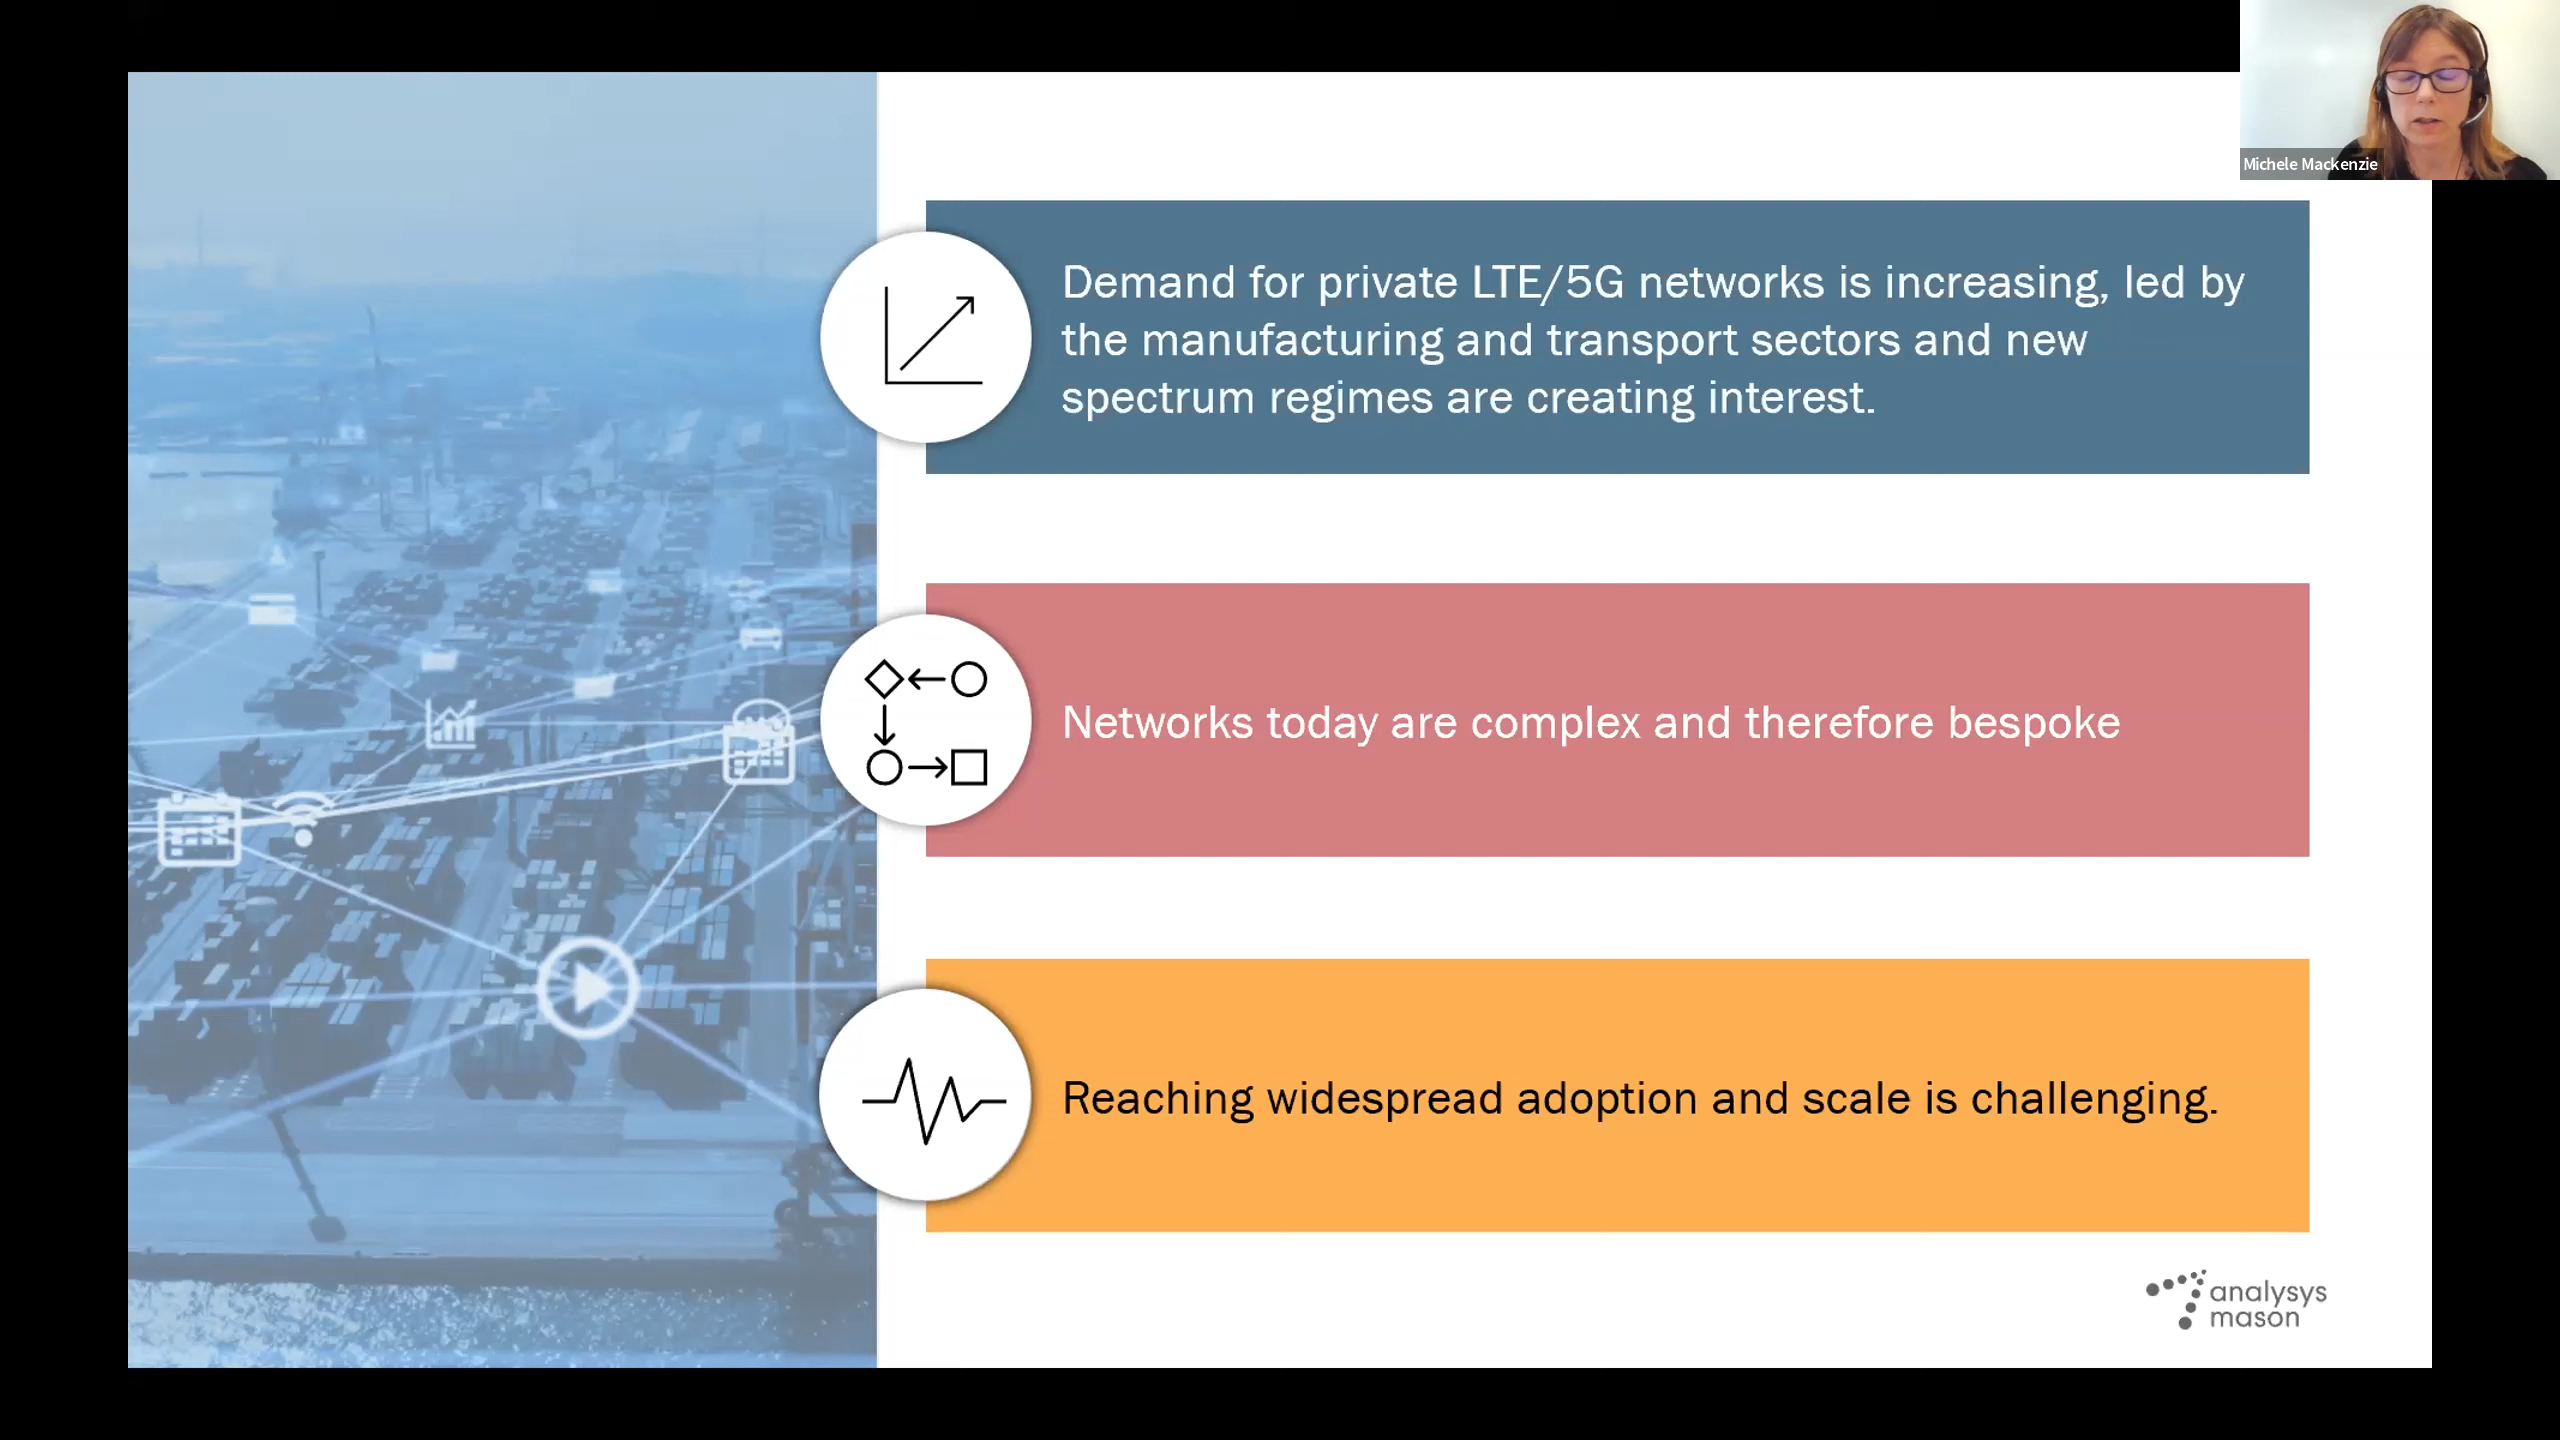 Michele Mackenzie
Demand for private LTE/5G networks is increasing, led by
the manufacturing and transport sectors and new
spectrum regimes are creating interest.
Networks today are complex and therefore bespoke
Reaching widespread adoption and scale is challenging.
analysys
mason